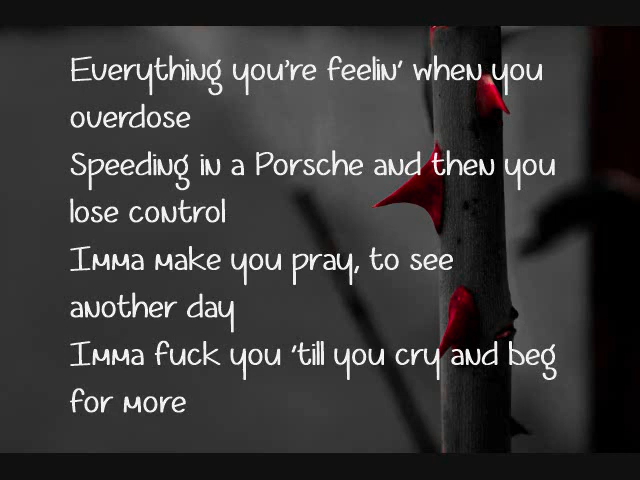 Everything you're feelin' when you
overdose
Speeding in a Porsche and then you
lose control
Imma make you pray, to see
another day
Imma fuck you 'till you cry and beg
for more